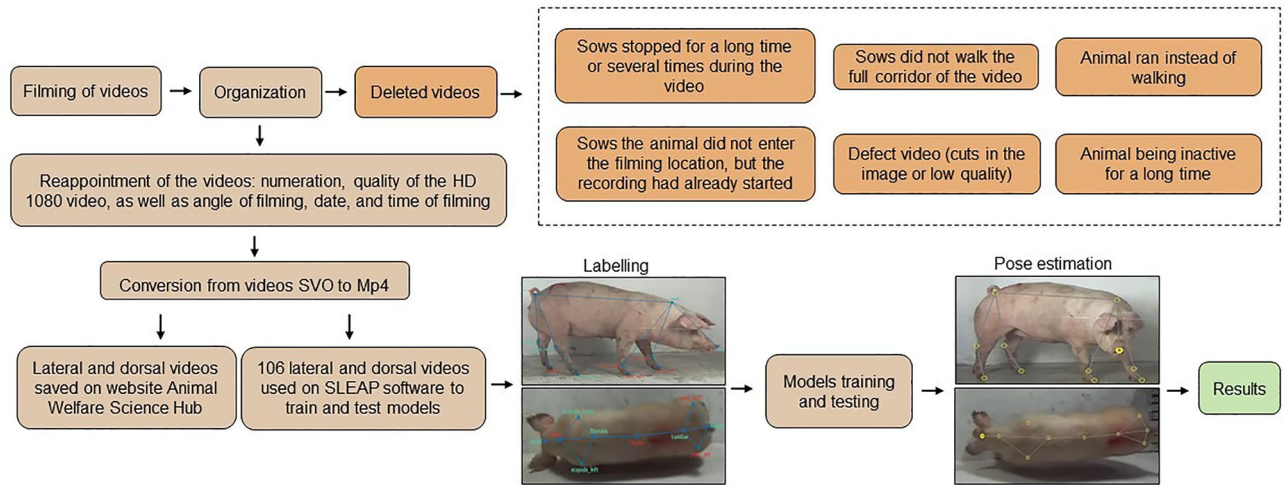 Filming of videos
Organization
Deleted videos
Sows stopped for a long time
or several times during the
video
Sows did not walk the
full corridor of the video
Animal ran instead of
walking
Sows the animal did not enter
the filming location, but the
recording had already started
Defect video (cuts in the
image or low quality)
Animal being inactive
for a long time
Reappointment of the videos: numeration, quality of the HD
1080 video, as well as angle of filming, date, and time of filming
Conversion from videos SVO to Mp4
Lateral and dorsal videos
saved on website Animal
Welfare Science Hub
106 lateral and dorsal videos
used on SLEAP software to
train and test models
Labelling
scapula_left
Models training
and testing
Pose estimation
Results